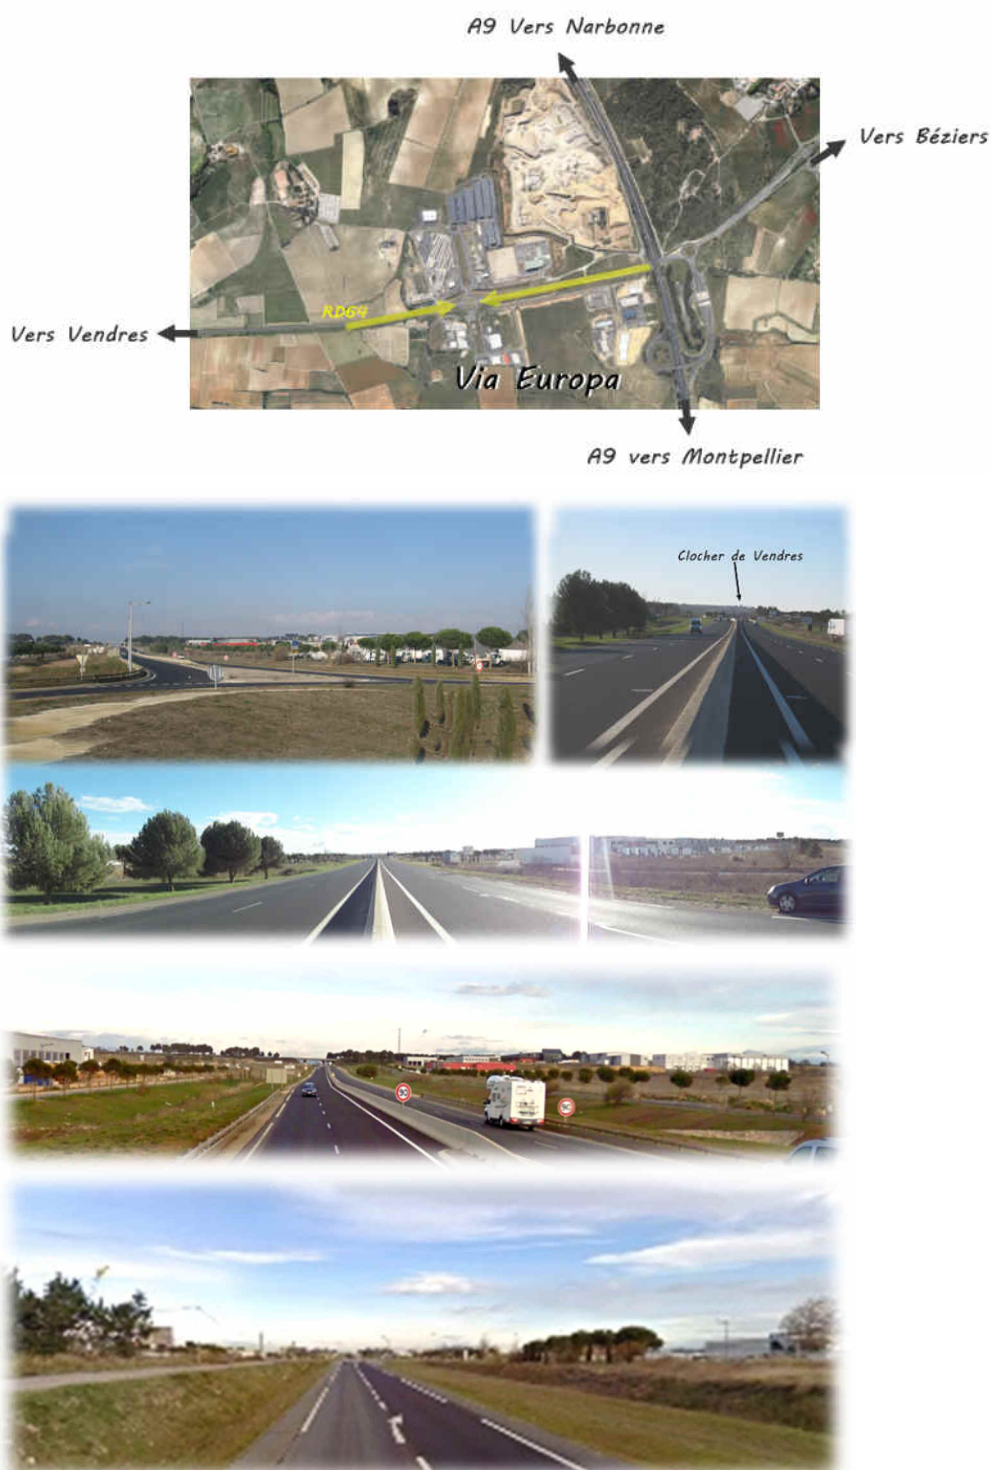 A9 Vers Narbonne
Vers Béziers
RD64
Vers Vendres
Via Europa
A9 vers Montpellier
Clocher de Vendres